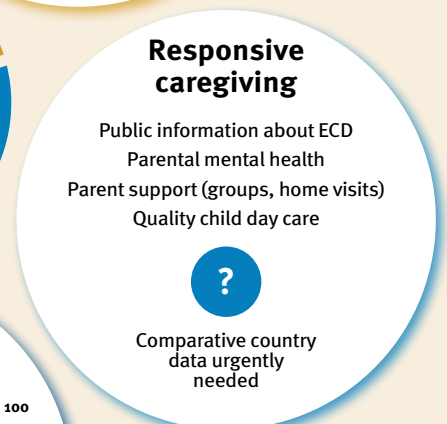 Responsive
caregiving
Public information about ECD
Parental mental health
Parent support (groups, home visits)
Quality child day care
?
Comparative country
data urgently
needed
100